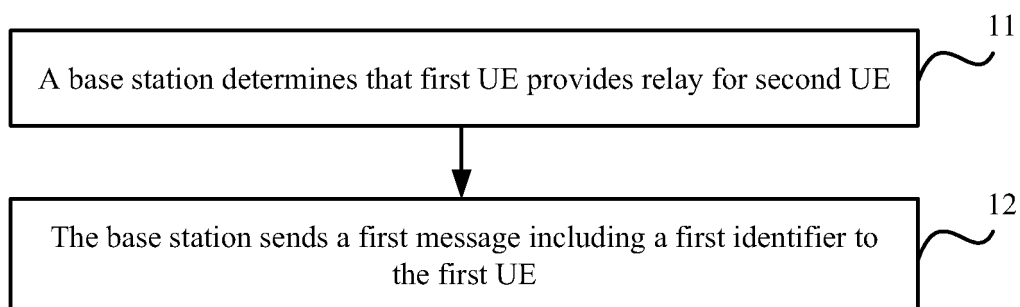 11
A base station determines that first UE provides relay for second UE
12
The base station sends a first message including a first identifier to
the first UE